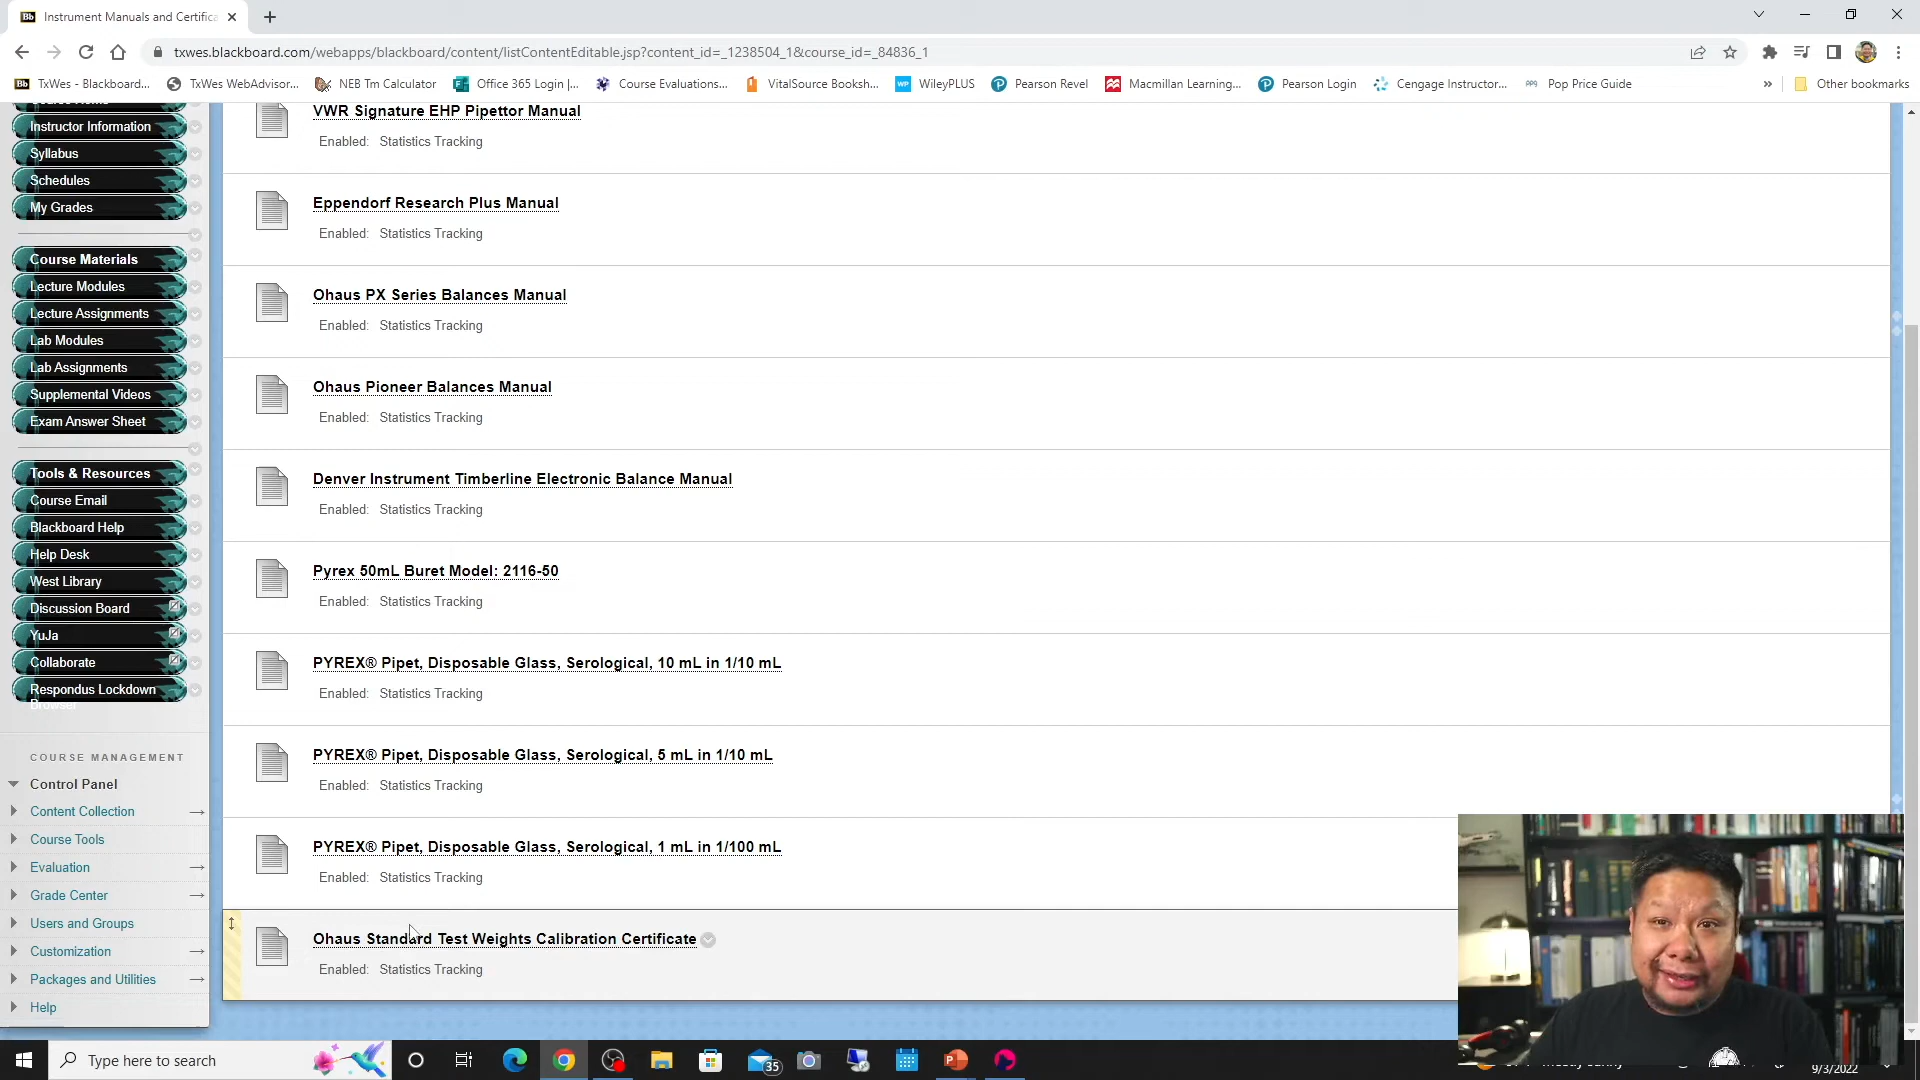 Instrument Manuals and Certifica
txwes.blackboard.com/webapps/blackboard/content/listContentEditable.jsp?content_id=_1238504_1&course_id=_84836_1
TxWes - Blackboard...
TxWes WebAdvisor...
NEB Tm Calculator
Office 365 Login |...
Course Evaluations...
VitalSource Booksh...
WileyPLUS
Pearson Revel
Macmillan Learning...
Pearson Login
Cengage Instructor...
Pop Price Guide
»
Other bookmarks
Instructor Information
Syllabus
Schedules
My Grades
Course Materials
Lecture Modules
Lecture Assignments
Lab Modules
Lab Assignments
Supplemental Videos
Exam Answer Sheet
Tools & Resources
Course Email
Blackboard Help
Help Desk
West Library
Discussion Board
YuJa
Collaborate
Respondus Lockdown
Browser
COURSE MANAGEMENT
Control Panel
Content Collection
Course Tools
Evaluation
Grade Center
Users and Groups
Customization
Packages and Utilities
Help
VWR Signature EHP Pipettor Manual
Enabled: Statistics Tracking
Eppendorf Research Plus Manual
Enabled: Statistics Tracking
Ohaus PX Series Balances Manual
Enabled: Statistics Tracking
Ohaus Pioneer Balances Manual
Enabled: Statistics Tracking
Denver Instrument Timberline Electronic Balance Manual
Enabled: Statistics Tracking
Pyrex 50mL Buret Model: 2116-50
Enabled: Statistics Tracking
PYREX® Pipet, Disposable Glass, Serological, 10 mL in 1/10 mL
Enabled: Statistics Tracking
PYREX® Pipet, Disposable Glass, Serological, 5 mL in 1/10 mL
Enabled: Statistics Tracking
PYREX® Pipet, Disposable Glass, Serological, 1 mL in 1/100 mL
Enabled: Statistics Tracking
Ohaus Standard Test Weights Calibration Certificate
Enabled: Statistics Tracking
Type here to search
35
9/3/2022